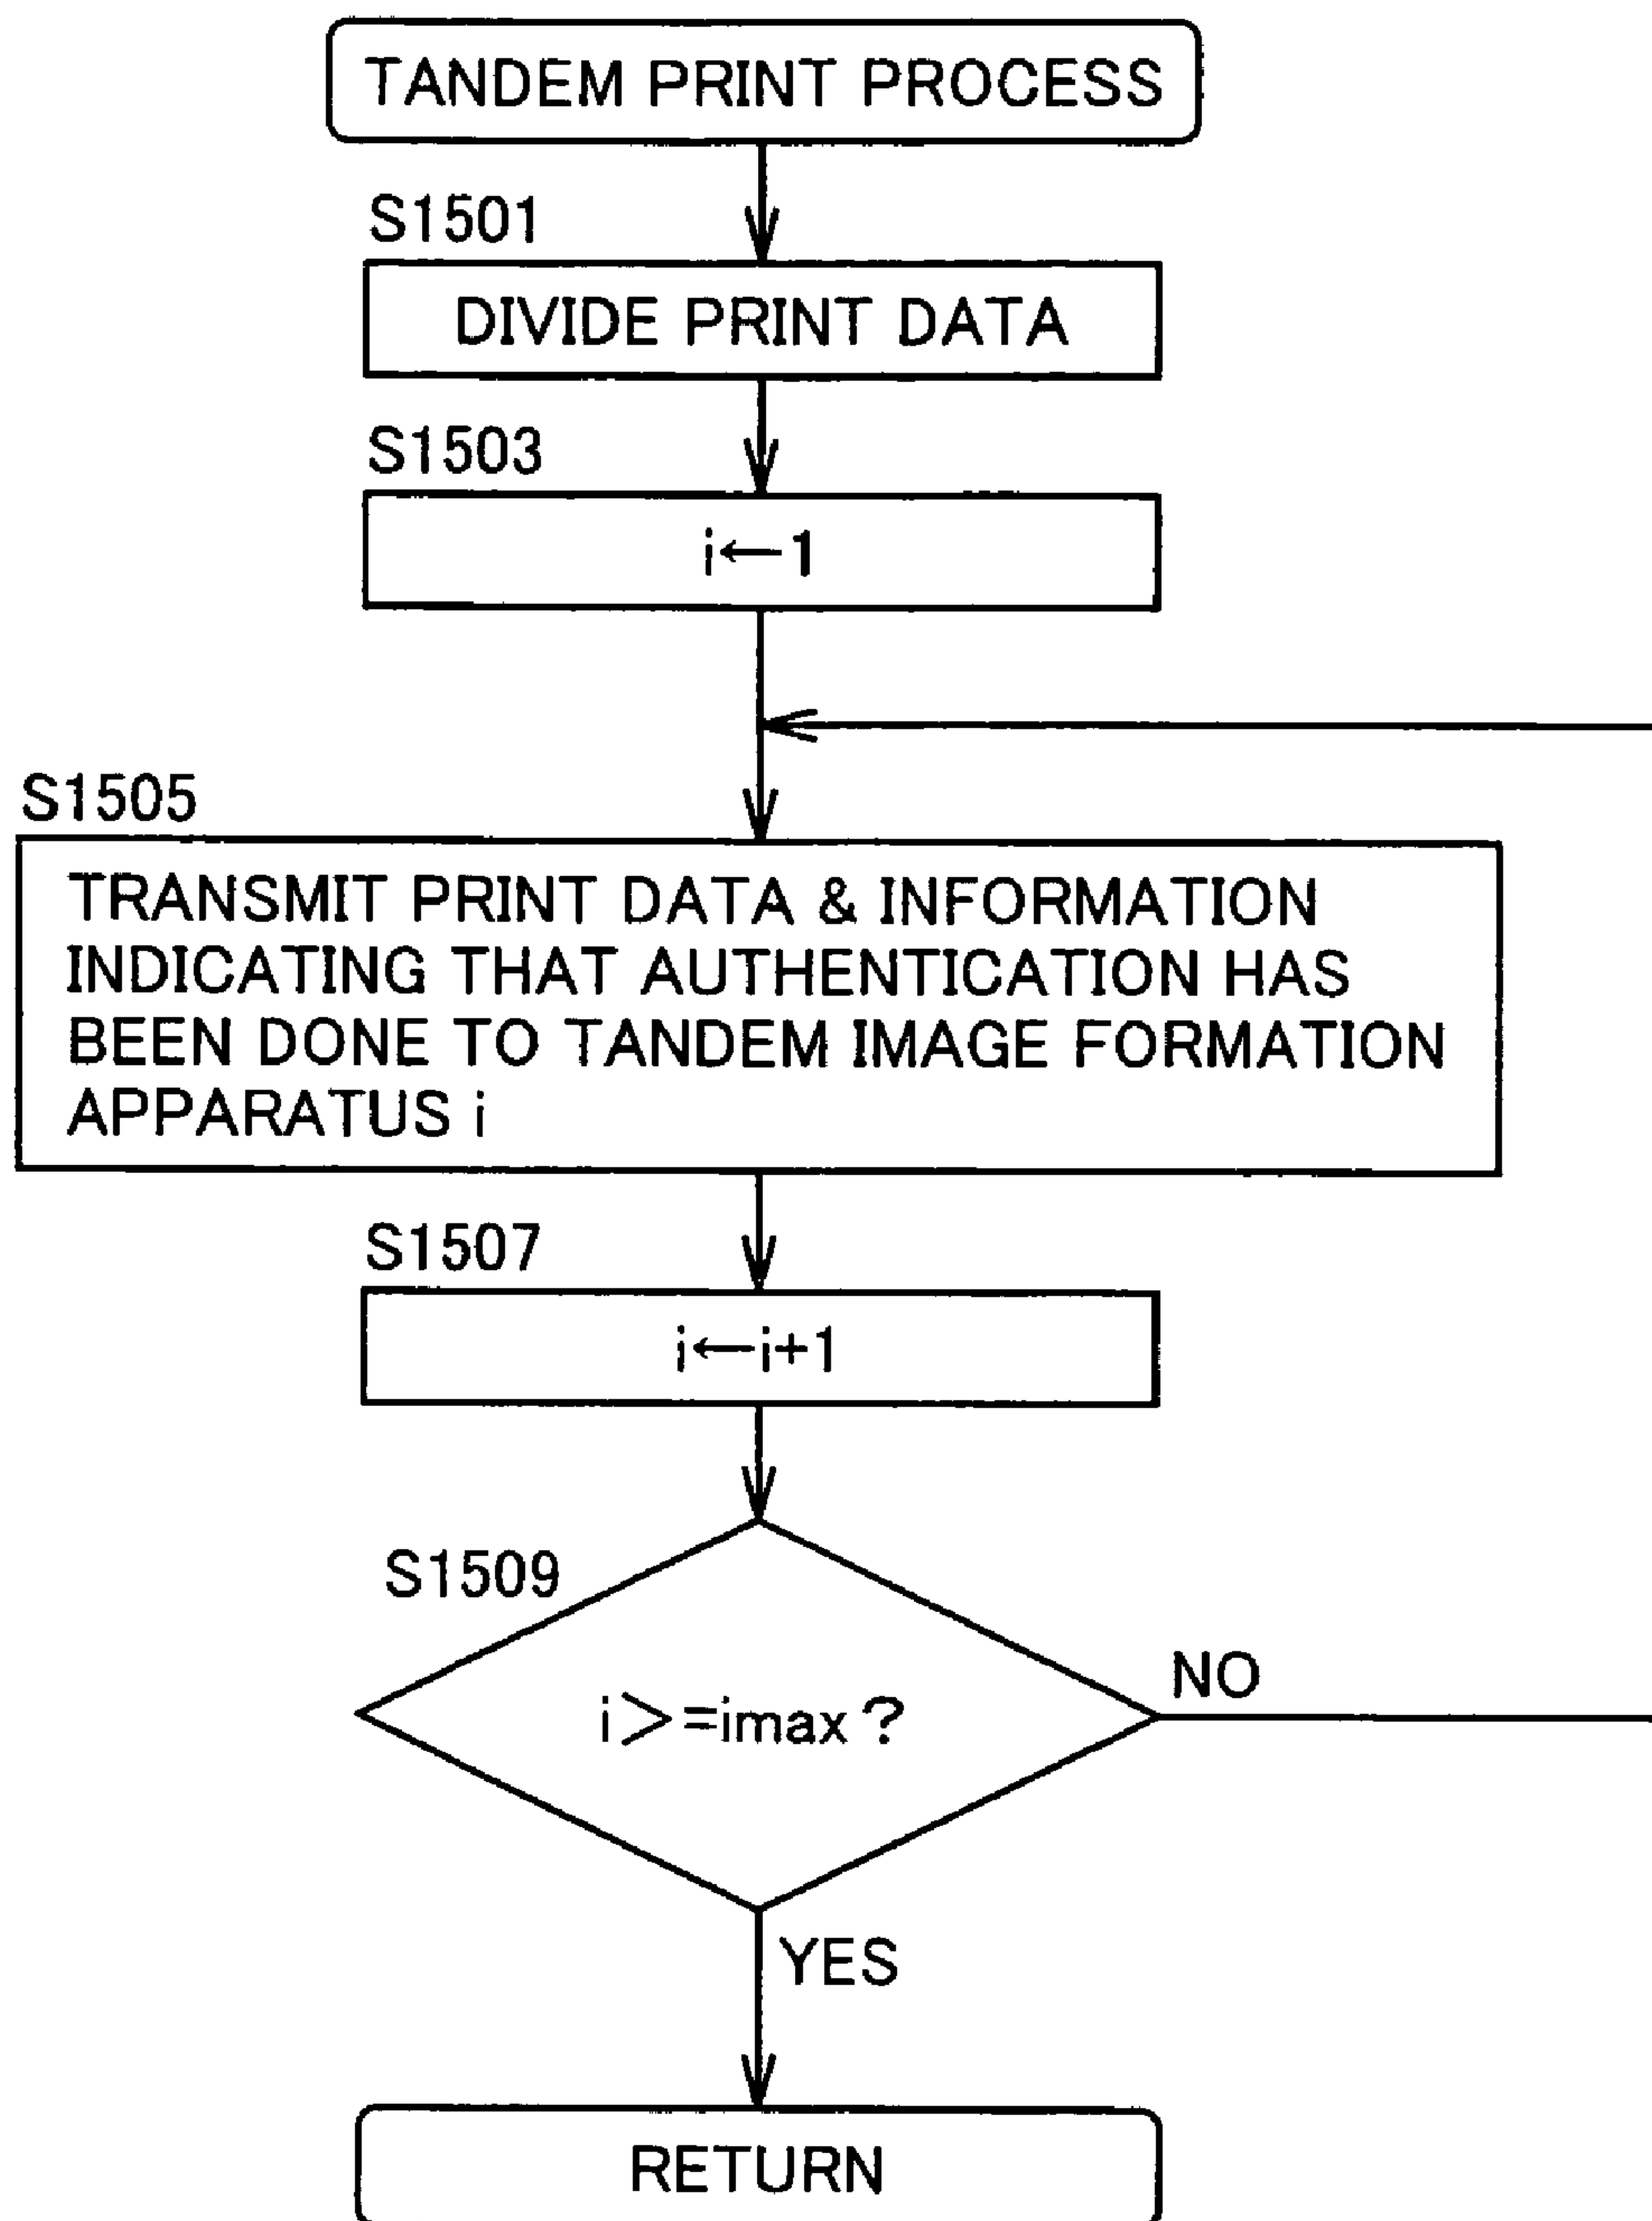 TANDEM PRINT PROCESS
S1501
DIVIDE PRINT DATA
S1503
i←1
S1505
TRANSMIT PRINT DATA & INFORMATION
INDICATING THAT AUTHENTICATION HAS
BEEN DONE TO TANDEM IMAGE FORMATION
APPARATUS i
S1507
i←i+1
S1509
i>=imax?
NO
YES
RETURN